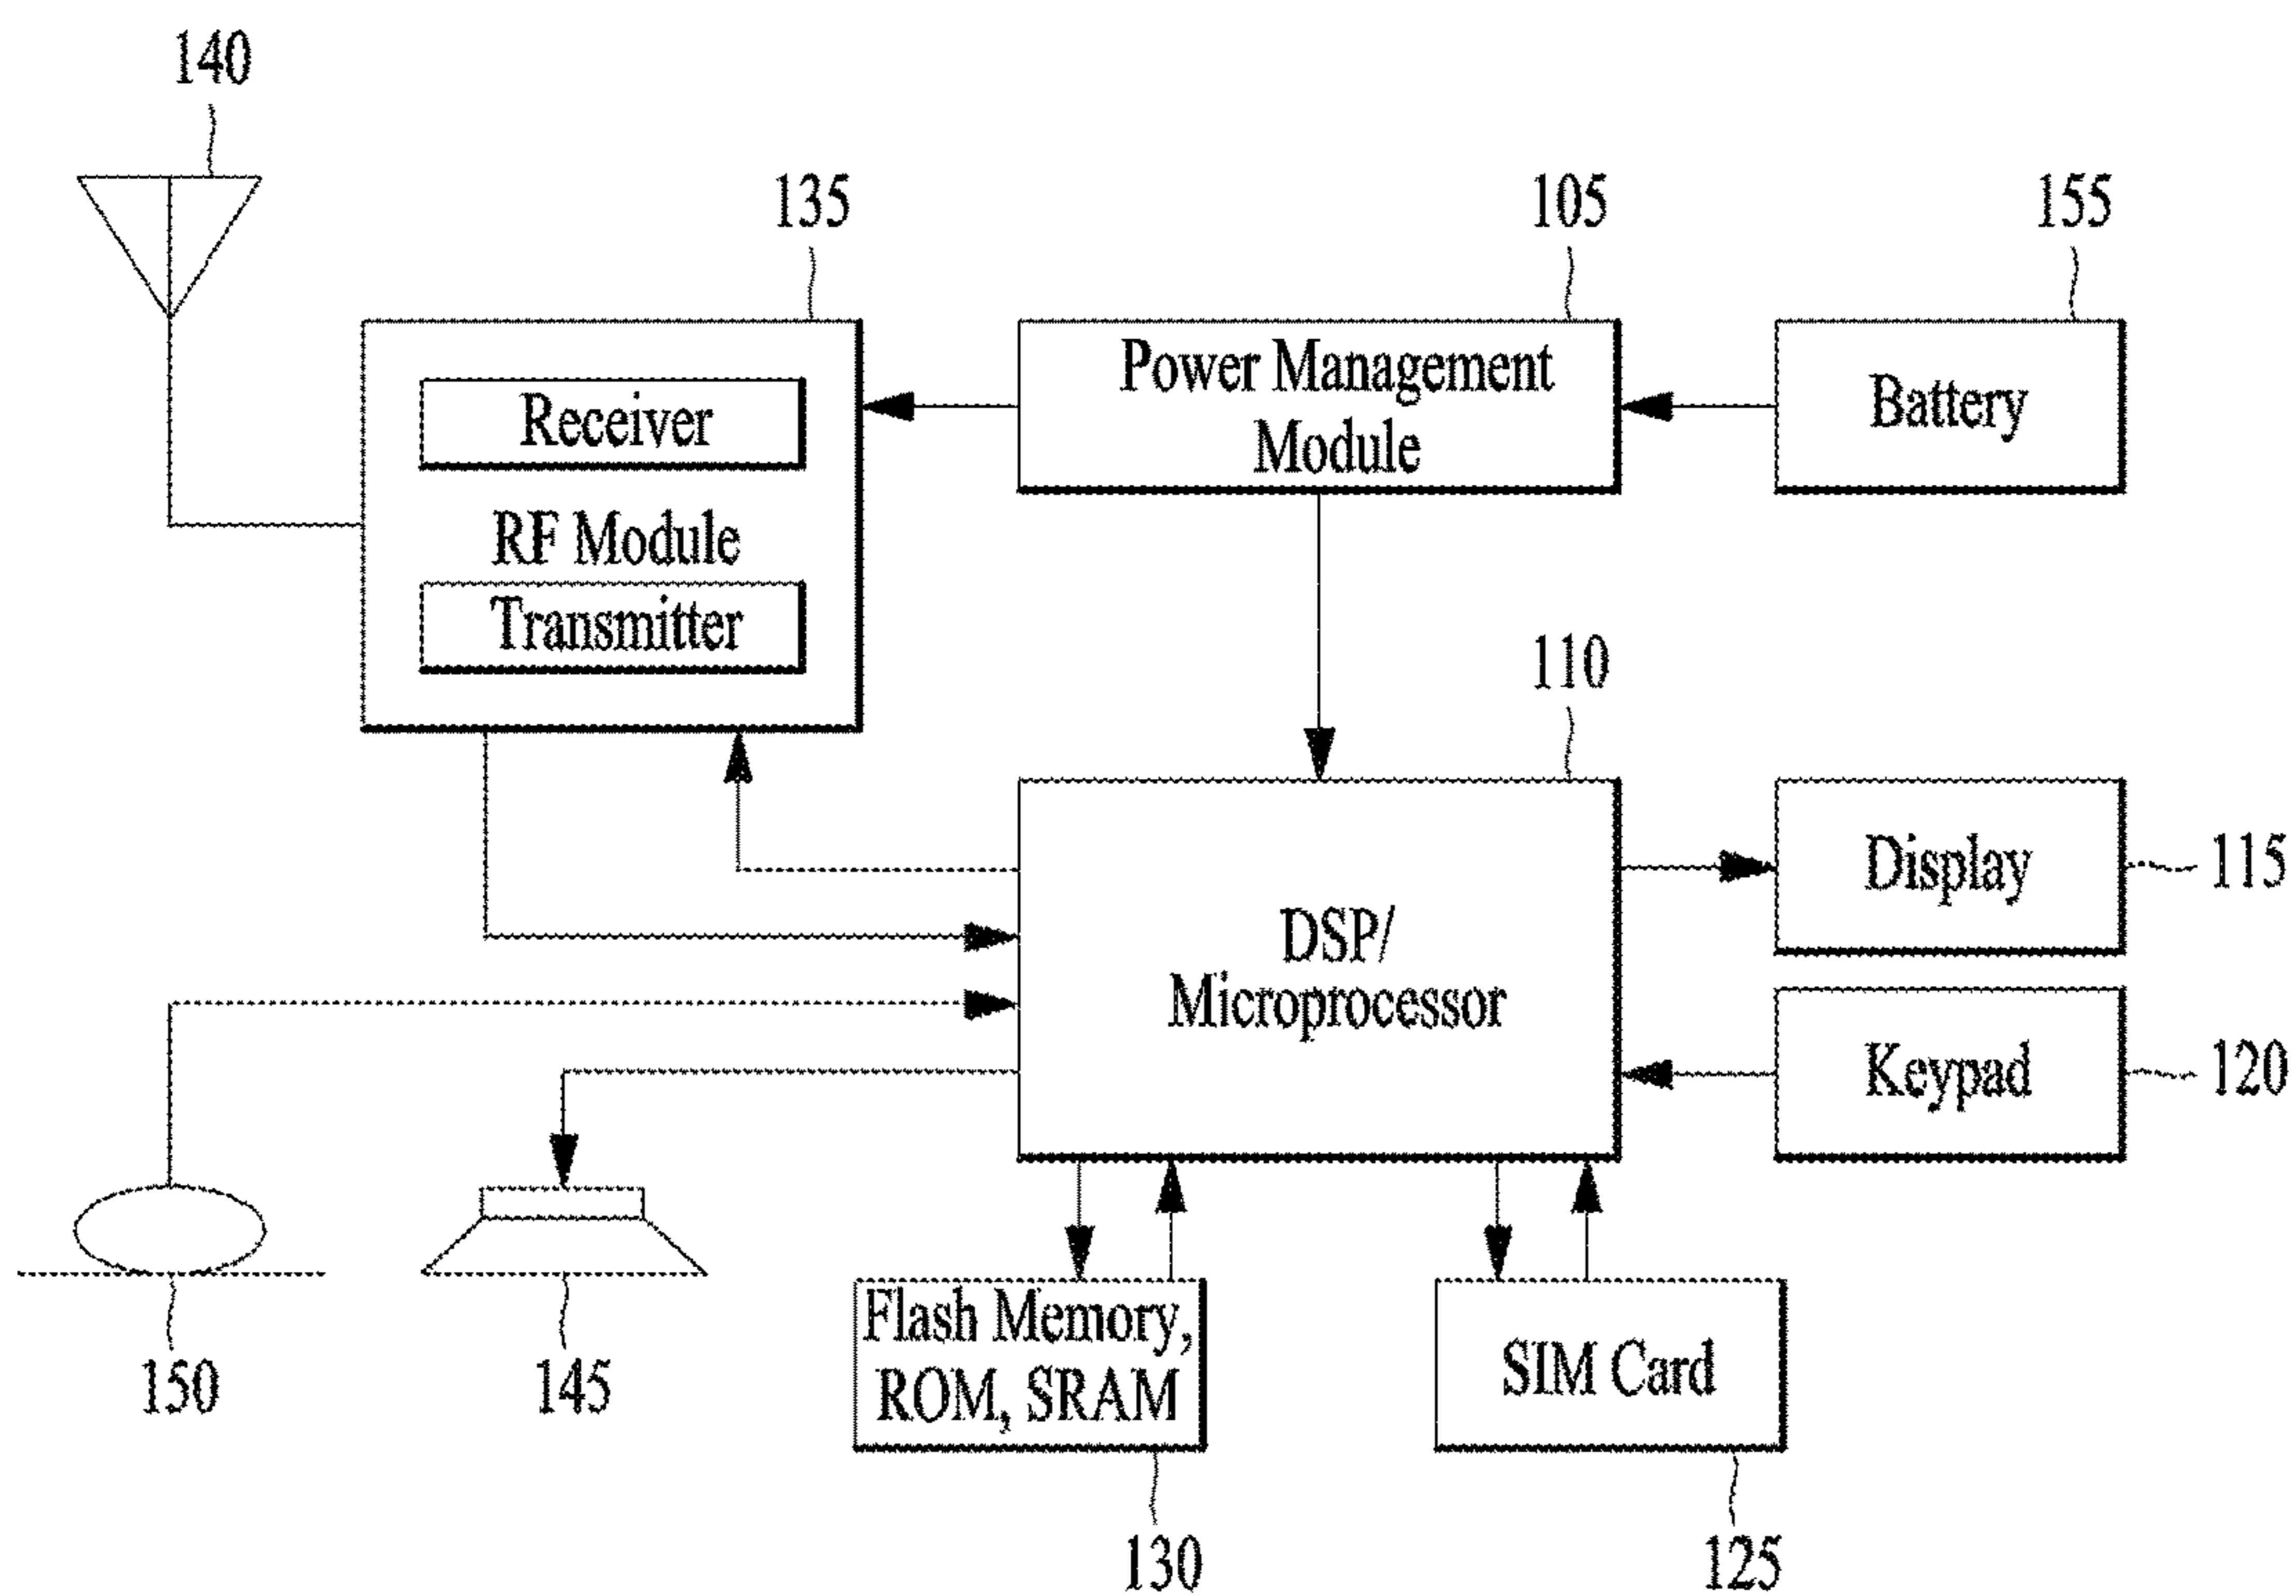 140
135
105
155
Receiver
RF Module
Transmitter
Power Management
Module
Battery
110
DSP/
Microprocessor
Display
115
Keypad
120
150
145
Flash Memory,
ROM, SRAM
130
SIM Card
125